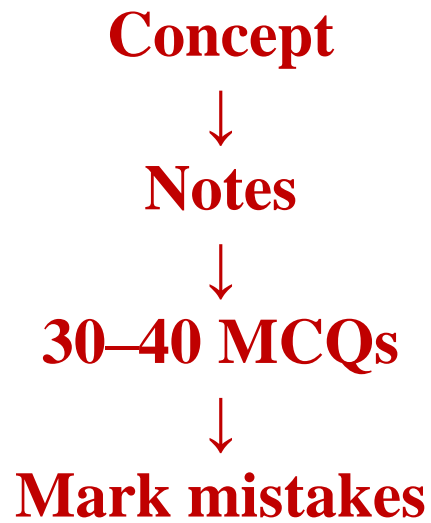 Concept
↓
Notes
↓
30–40 MCQs
↓
Mark mistakes